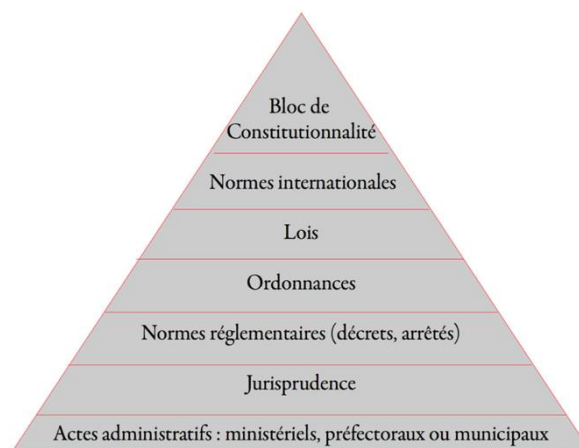 Bloc de
Constitutionnalité
Normes internationales
Lois
Ordonnances
Normes réglementaires (décrets, arrêtés)
Jurisprudence
Actes administratifs : ministériels, préfectoraux ou municipaux